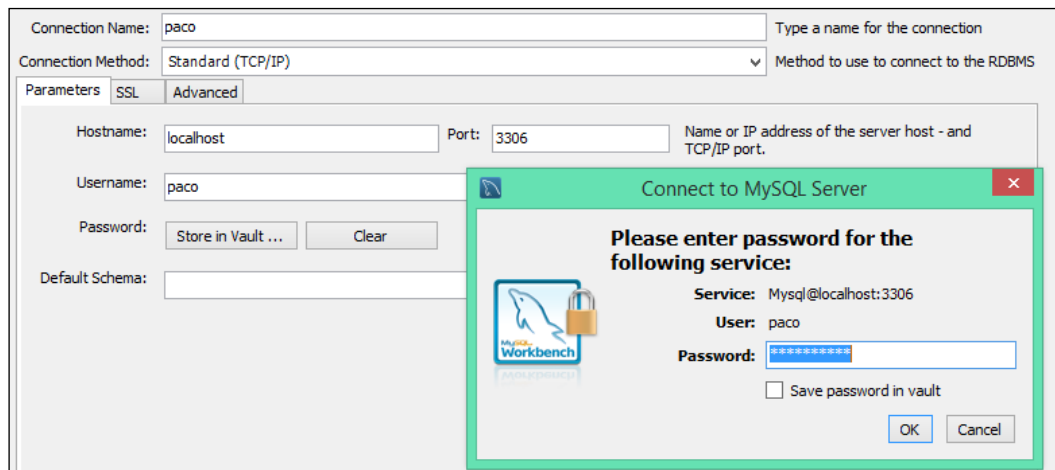 Connection Name: paco Type a name for the connection
Connection Method: Standard (TCP/IP) Method to use to connect to the RDBMS
Parameters SSL Advanced
Hostname: localhost Port: 3306 Name or IP address of the server host - and
TCP/IP port.
Username: paco
Password: Store in Vault ... Clear
Default Schema:
Connect to MySQL Server
Please enter password for the
following service:
Service: Mysql@localhost:3306
User: paco
Password: **********
Save password in vault
OK Cancel
MySQL
Workbench